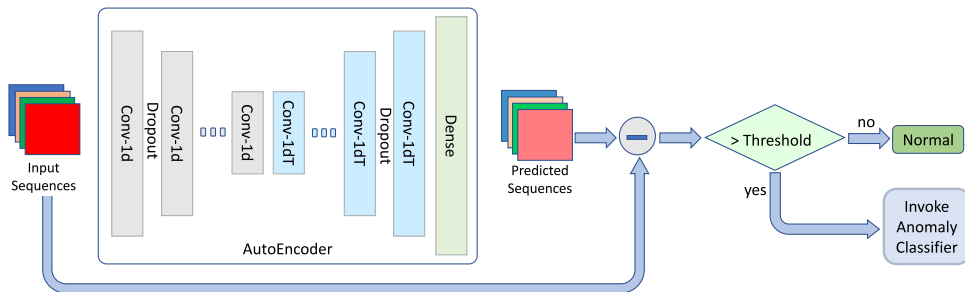 Input
Sequences
Conv-1d
Dropout
Conv-1d
Conv-1d
Conv-1dT
Conv-1dT
Dropout
Conv-1dT
Dense
AutoEncoder
Predicted
Sequences
> Threshold
no
Normal
yes
Invoke
Anomaly
Classifier